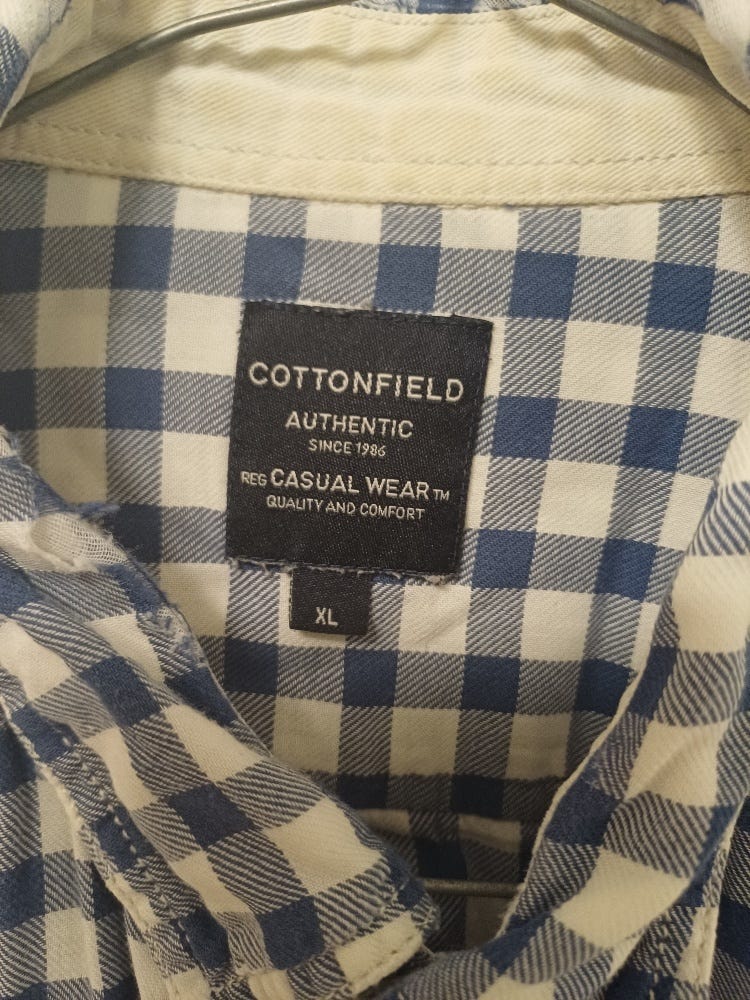 COTTONFIELD
AUTHENTIC
SINCE 1986
REG CASUAL WEAR™
QUALITY AND COMFORT
XL